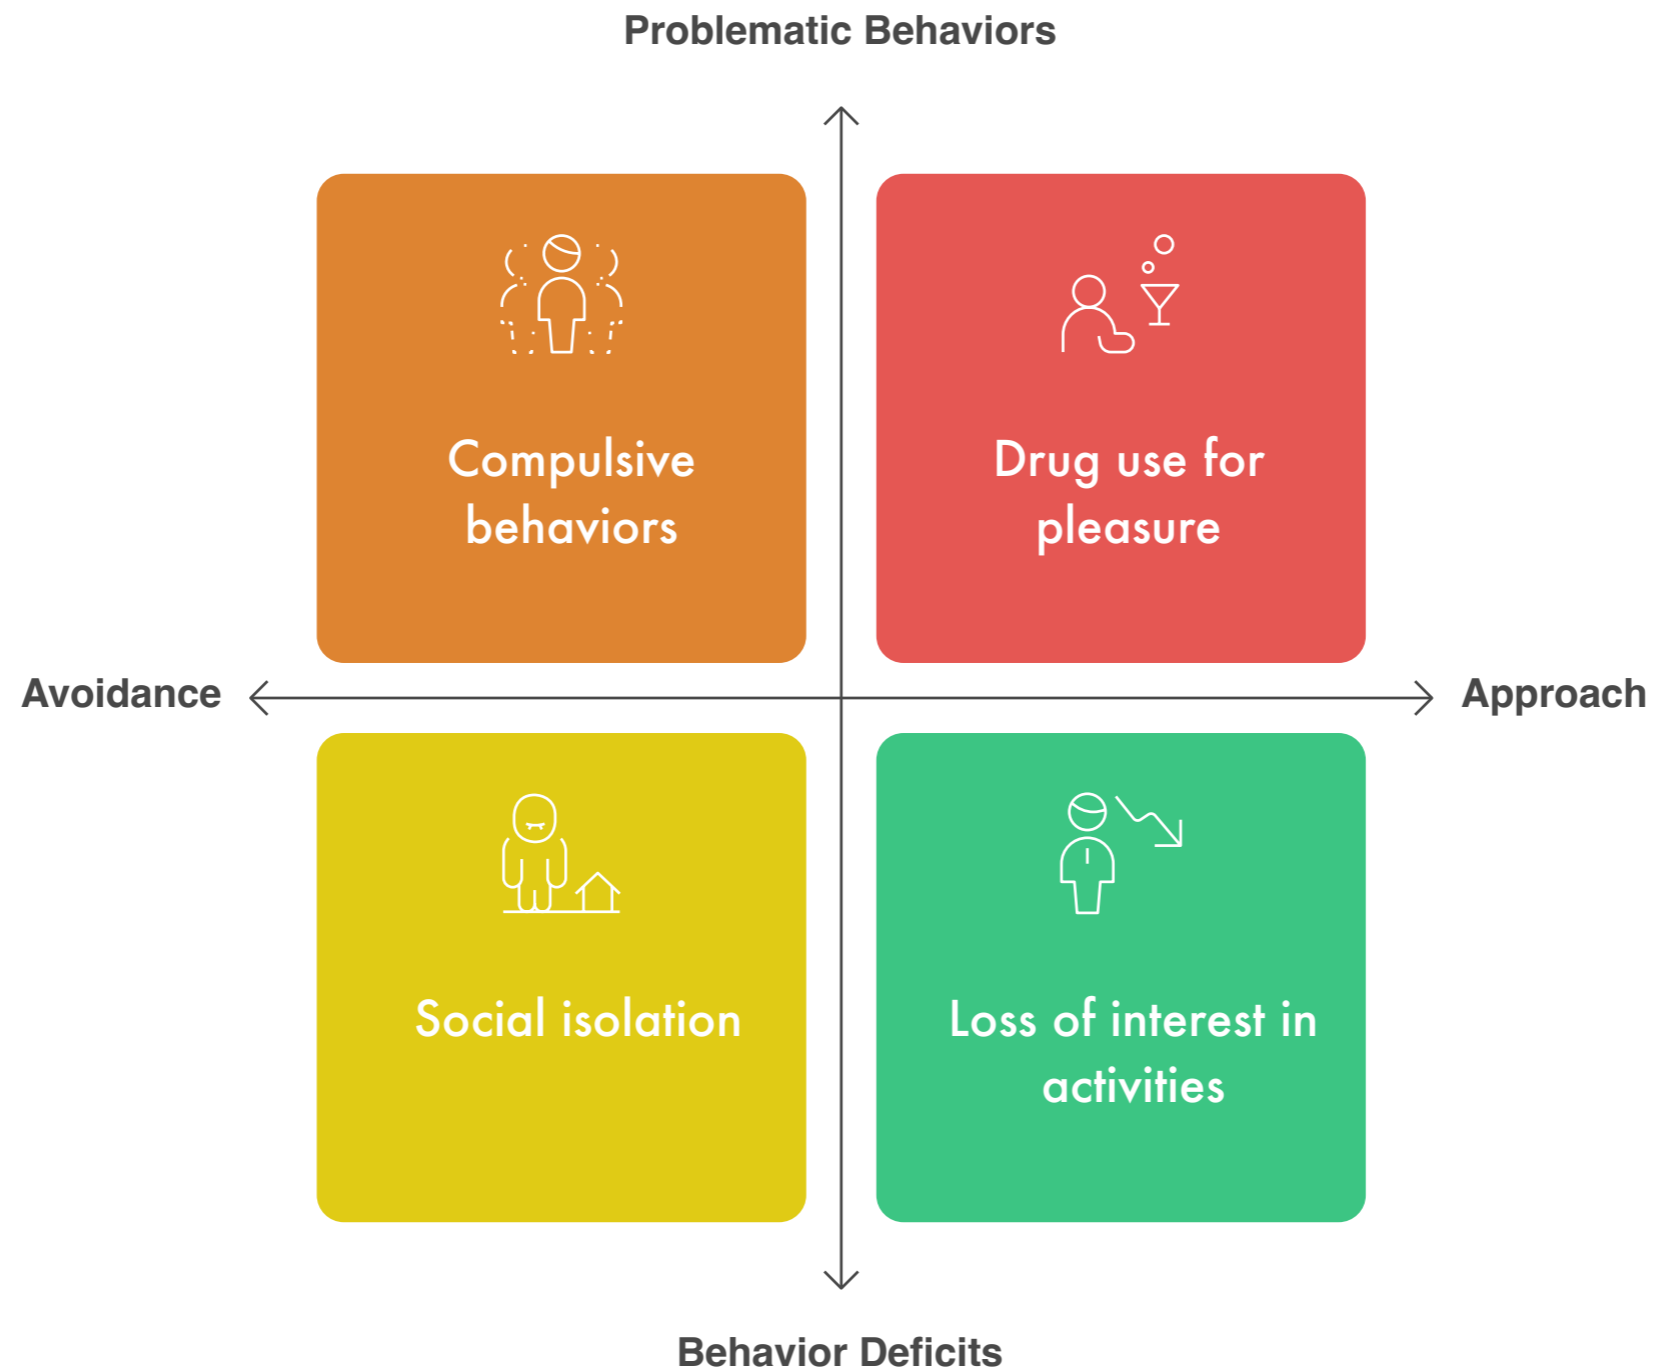 Problematic Behaviors
Compulsive
behaviors
Drug use for
pleasure
Avoidance
Approach
Social isolation
Loss of interest in
activities
Behavior Deficits